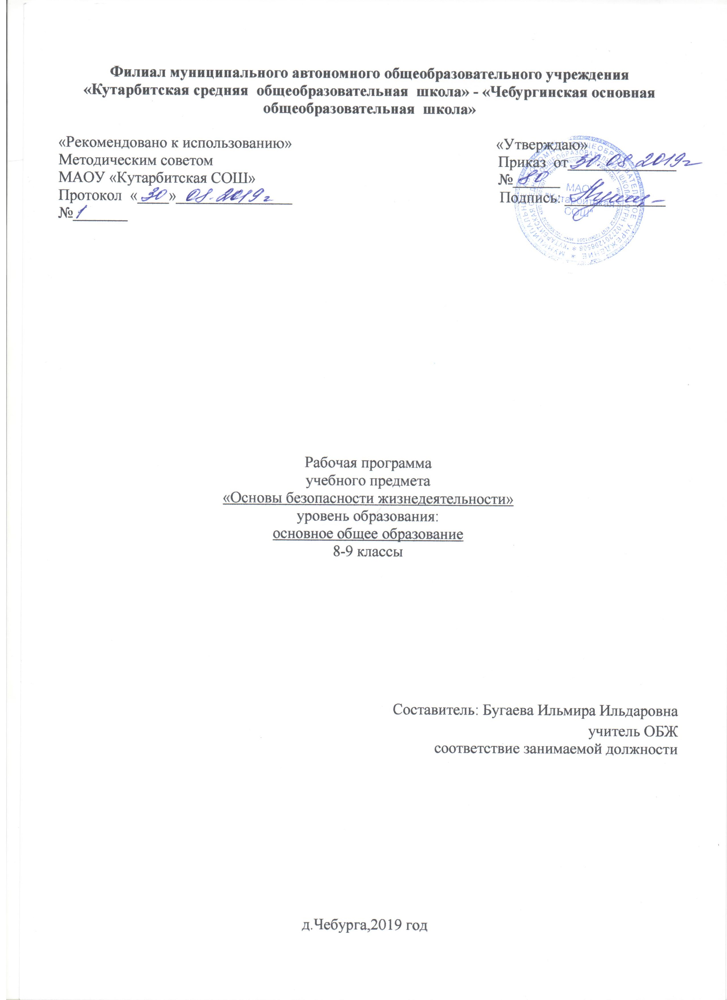 Филиал муниципального автономного общеобразовательного учреждения
«Кутарбитская средняя общеобразовательная школа» - «Чебургинская основная
общеобразовательная школа»
«Рекомендовано к использованию»
Методическим советом
МАОУ «Кутарбитская СОШ»
Протокол «30» 08.2019г
№1
«Утверждаю»
Приказ от 30.08.2019г
№ 80
Подпись:
МАОУ
"Кутарбитская
СОШ"
Рабочая программа
учебного предмета
«Основы безопасности жизнедеятельности»
уровень образования:
основное общее образование
8-9 классы
Составитель: Бугаева Ильмира Ильдаровна
учитель ОБЖ
соответствие занимаемой должности
д.Чебурга,2019 год